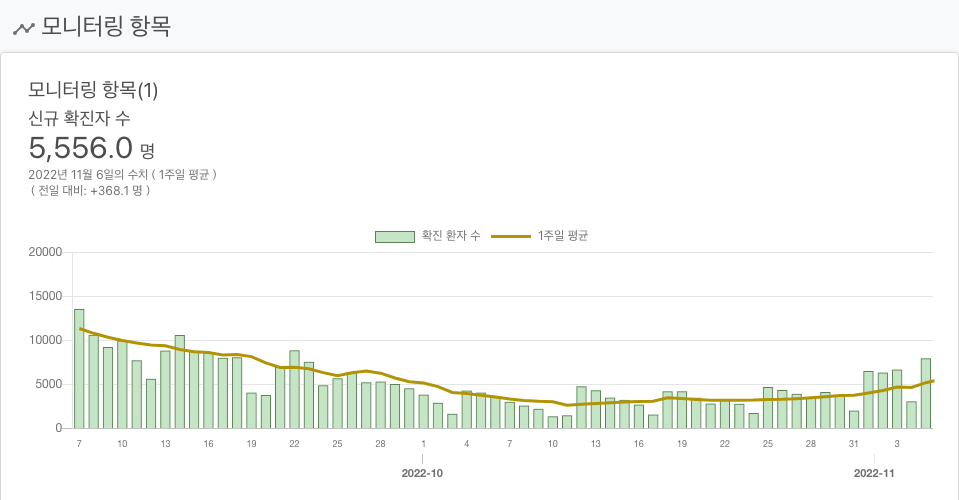 모니터링 항목
모니터링 항목(1)
신규 확진자 수
5,556.0 명
2022년 11월 6일의 수치 ( 1주일 평균 )
( 전일 대비: +368.1 명 )
확진 환자 수 1주일 평균
20000
15000
10000
5000
0
7 10 13 16 19 22 25 28 1 4 7 10 13 16 19 22 25 28 31 3
2022-10 2022-11